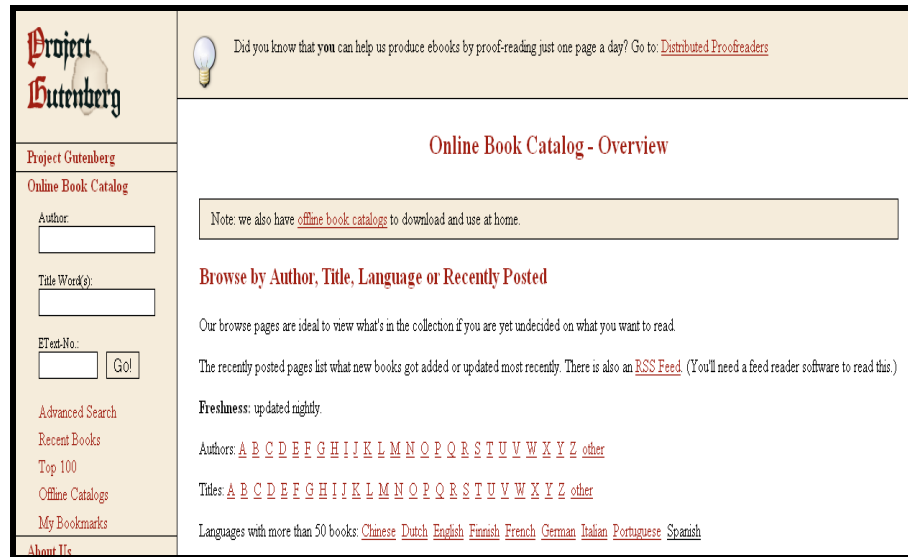 Project
Gutenberg
Did you know that you can help us produce ebooks by proof-reading just one page a day? Go to: Distributed Proofreaders
Project Gutenberg
Online Book Catalog
Author:
Title Word(s):
EText-No.:
Go!
Advanced Search
Recent Books
Top 100
Offline Catalogs
My Bookmarks
About Us
Online Book Catalog - Overview
Note: we also have offline book catalogs to download and use at home.
Browse by Author, Title, Language or Recently Posted
Our browse pages are ideal to view what's in the collection if you are yet undecided on what you want to read.
The recently posted pages list what new books got added or updated most recently. There is also an RSS Feed. (You'll need a feed reader software to read this.)
Freshness: updated nightly.
Authors: A B C D E F G H I J K L M N O P Q R S T U V W X Y Z other
Titles: A B C D E F G H I J K L M N O P Q R S T U V W X Y Z other
Languages with more than 50 books: Chinese Dutch English Finnish French German Italian Portuguese Spanish